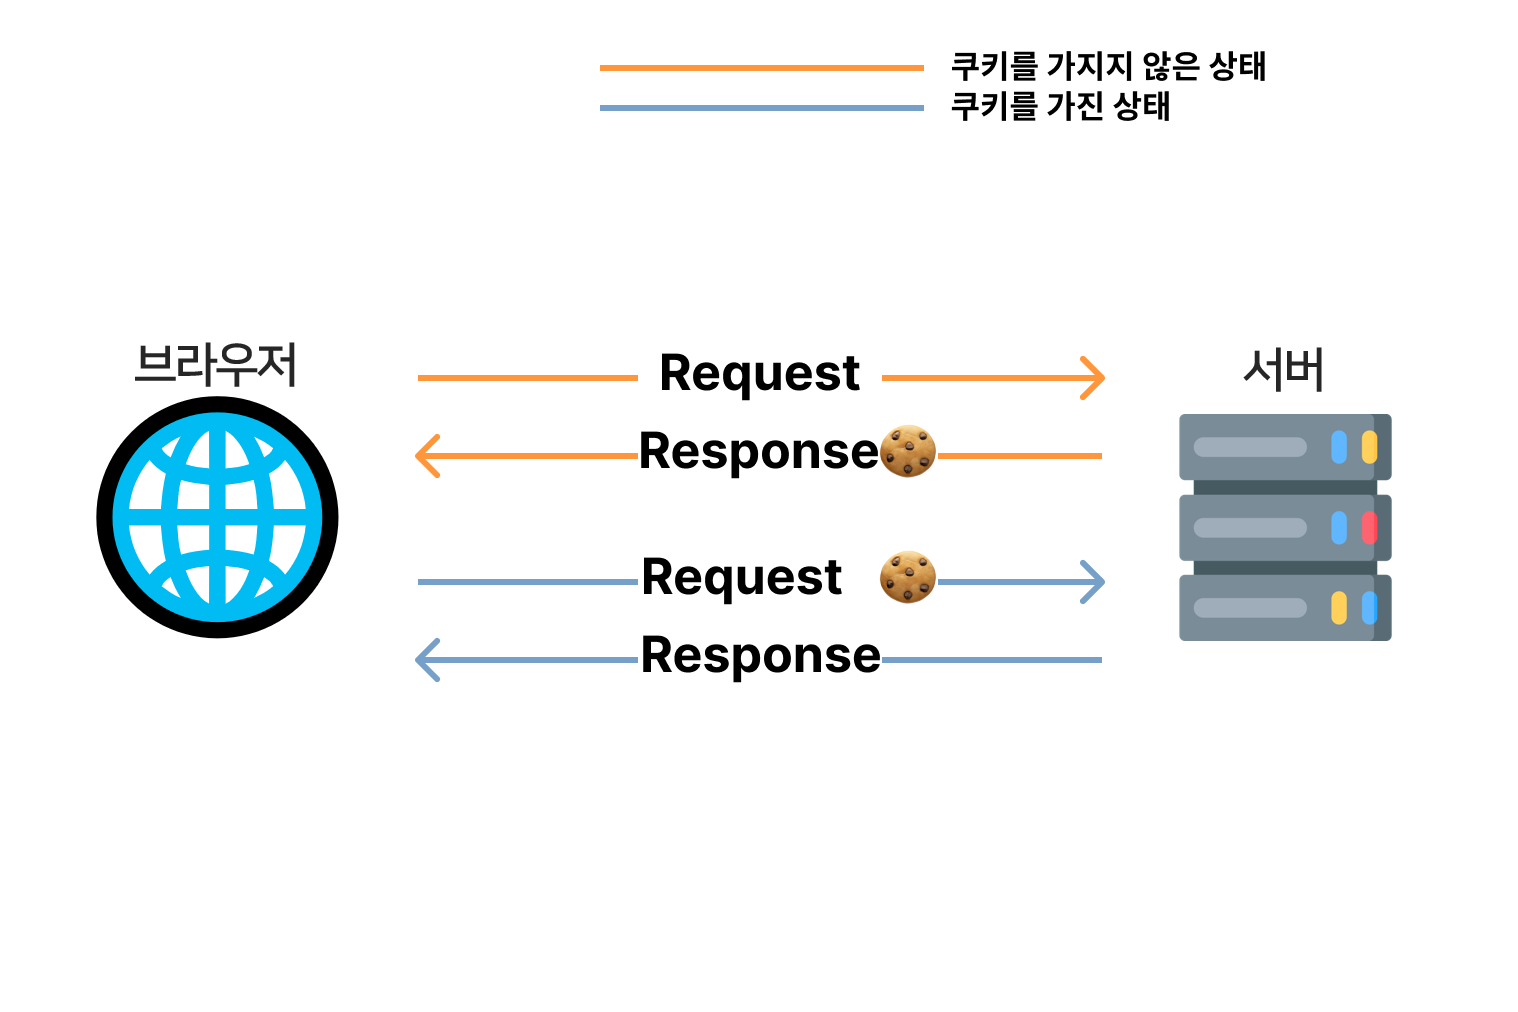 쿠키를 가지지 않은 상태
쿠키를 가진 상태
브라우저
서버
Request
Response
Request
Response